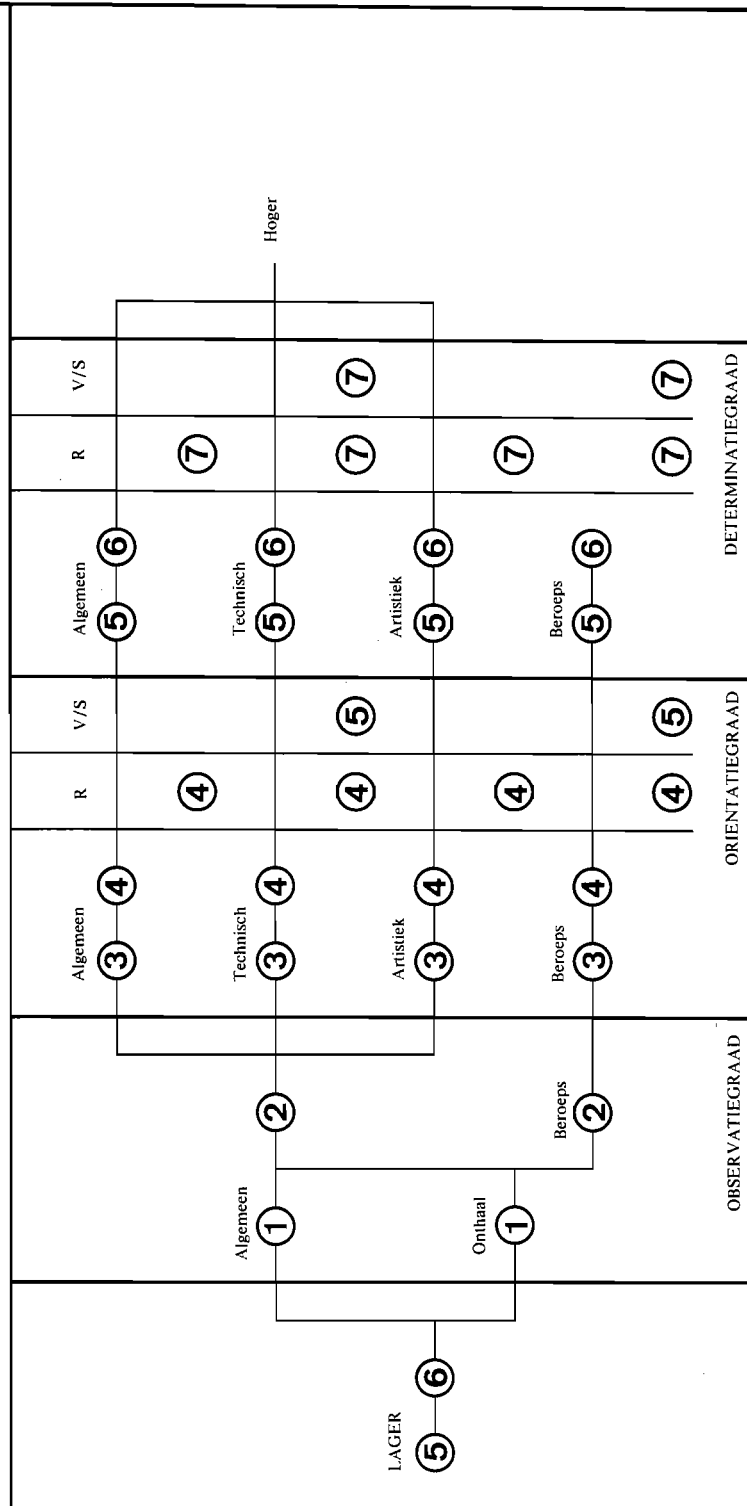 LAGER
5 6
Algemeen
1
Onthaal
1
2
Beroeps
2
OBSERVATIEGRAAD
Algemeen
3 4
Technisch
3 4
Artistiek
3 4
Beroeps
3 4
R
4
4
4
4
V/S
5
5
ORIENTATIEGRAAD
Algemeen
5 6
Technisch
5 6
Artistiek
5 6
Beroeps
5 6
R
7
7
7
7
V/S
7
7
DETERMINATIEGRAAD
Hoger